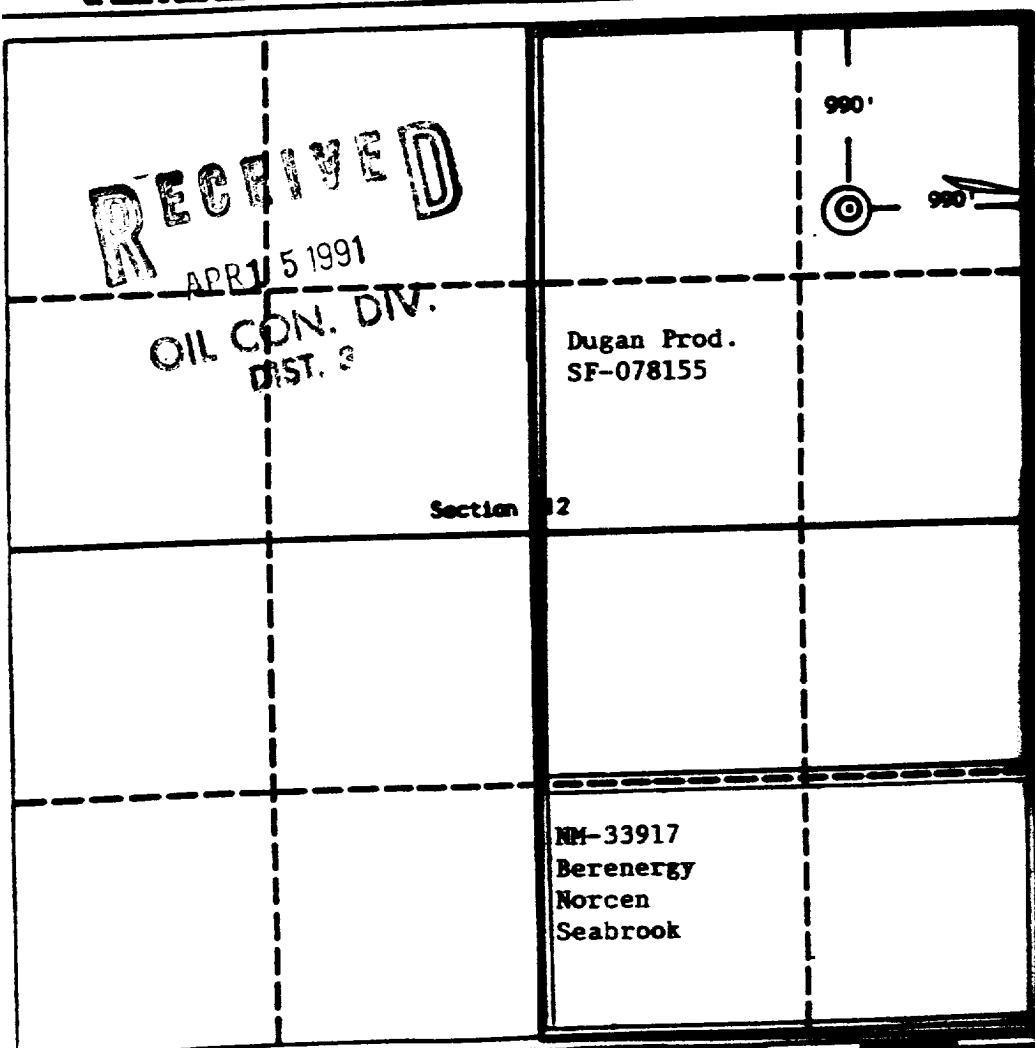 990'
990'
RECEIVED
APR 15 1991
OIL CON. DIV.
DIST. 3
Dugan Prod.
SF-078155
Section 12
NM-33917
Berenergy
Norcen
Seabrook